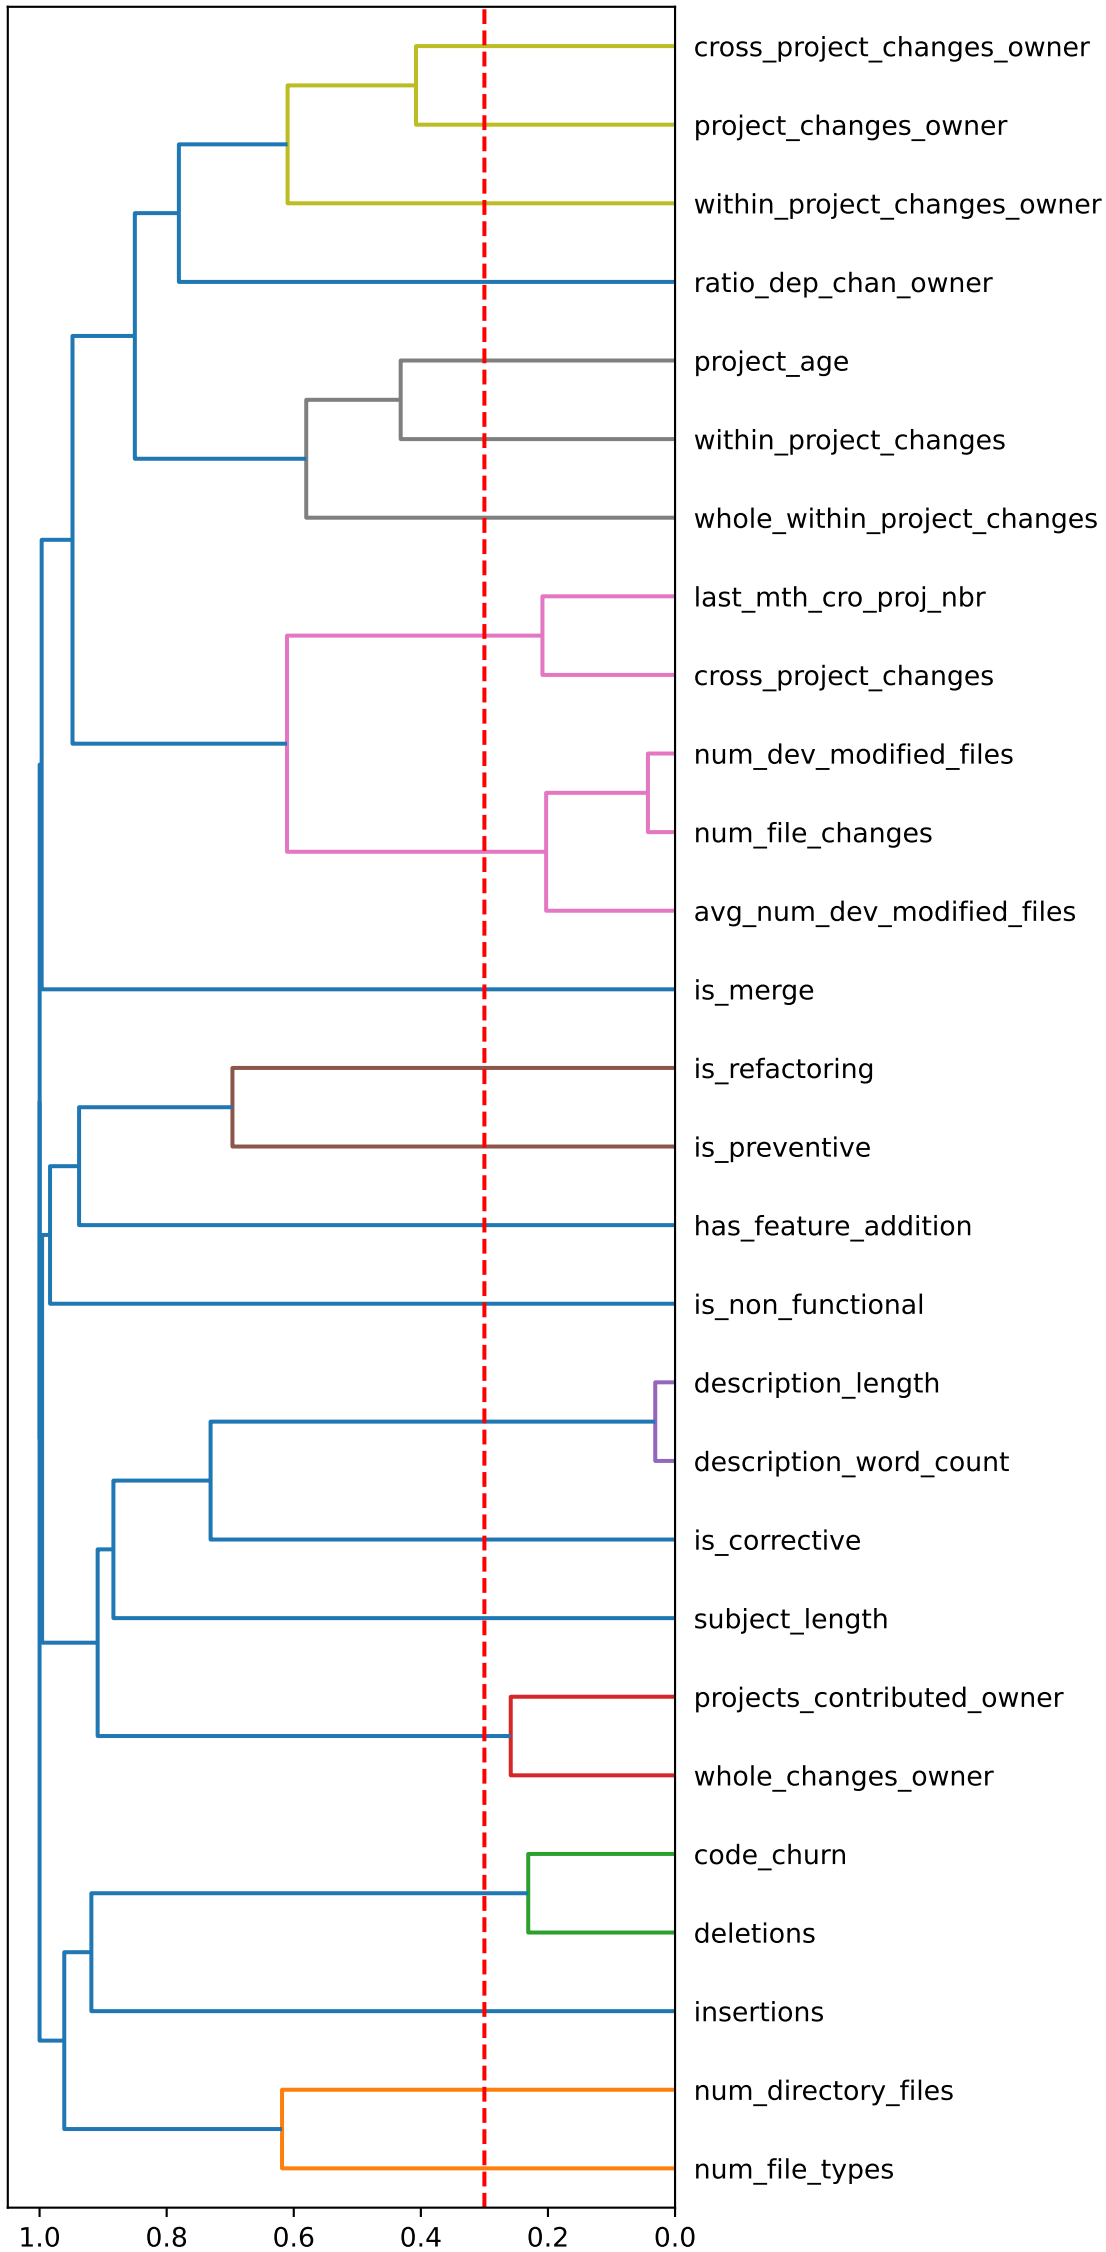 cross_project_changes_owner
project_changes_owner
within_project_changes_owner
ratio_dep_chan_owner
project_age
within_project_changes
whole_within_project_changes
last_mth_cro_proj_nbr
cross_project_changes
num_dev_modified_files
num_file_changes
avg_num_dev_modified_files
is_merge
is_refactoring
is_preventive
has_feature_addition
is_non_functional
description_length
description_word_count
is_corrective
subject_length
projects_contributed_owner
whole_changes_owner
code_churn
deletions
insertions
num_directory_files
num_file_types
1.0 0.8 0.6 0.4 0.2 0.0